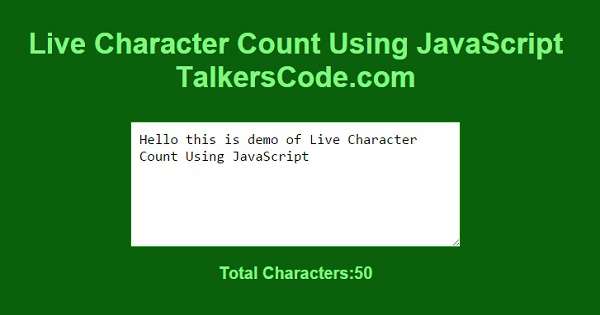 Live Character Count Using JavaScript
TalkersCode.com
Hello this is demo of Live Character
Count Using JavaScript
Total Characters:50